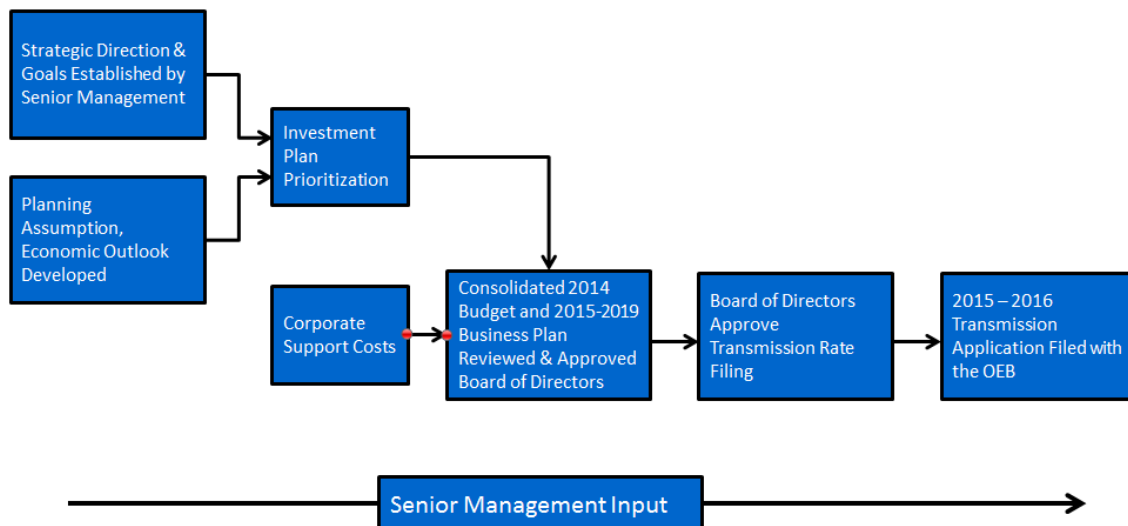 Strategic Direction &
Goals Established by
Senior Management
Planning
Assumption,
Economic Outlook
Developed
Investment
Plan
Prioritization
Corporate
Support Costs
Consolidated 2014
Budget and 2015-2019
Business Plan
Reviewed & Approved
Board of Directors
Board of Directors
Approve
Transmission Rate
Filing
2015 – 2016
Transmission
Application Filed with
the OEB
Senior Management Input